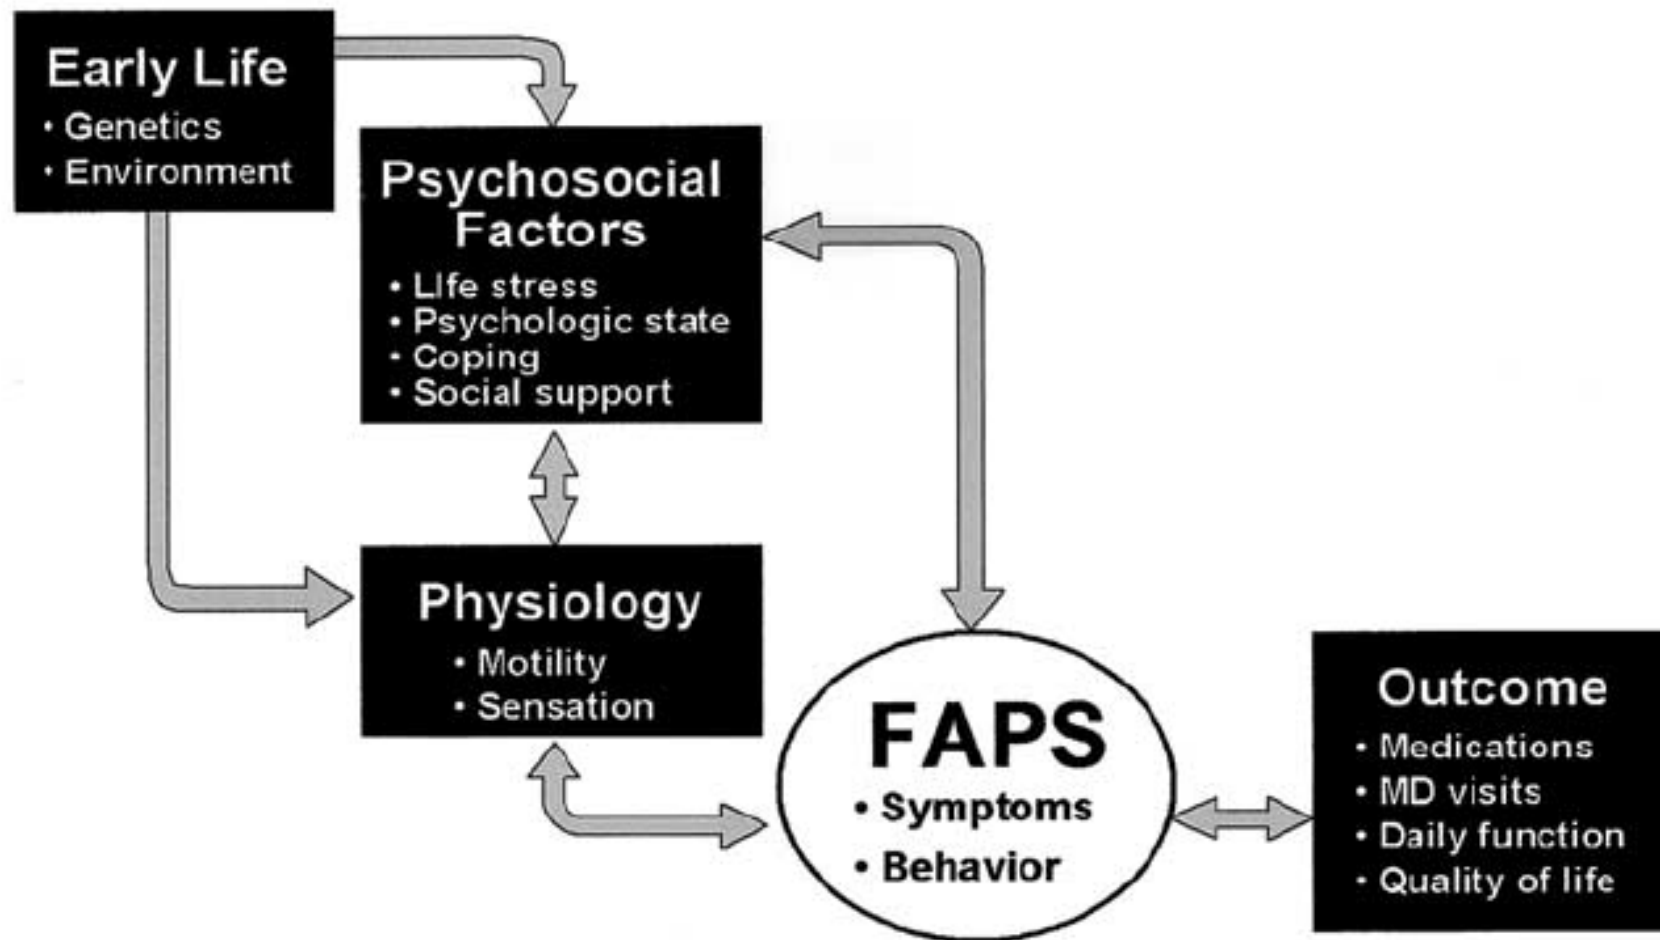 Early Life
• Genetics
• Environment
Psychosocial
Factors
• LIfe stress
• Psychologic state
• Coping
• Social support
Physiology
• Motility
• Sensation
FAPS
• Symptoms
• Behavior
Outcome
• Medications
• MD visits
• Daily function
• Quality of life